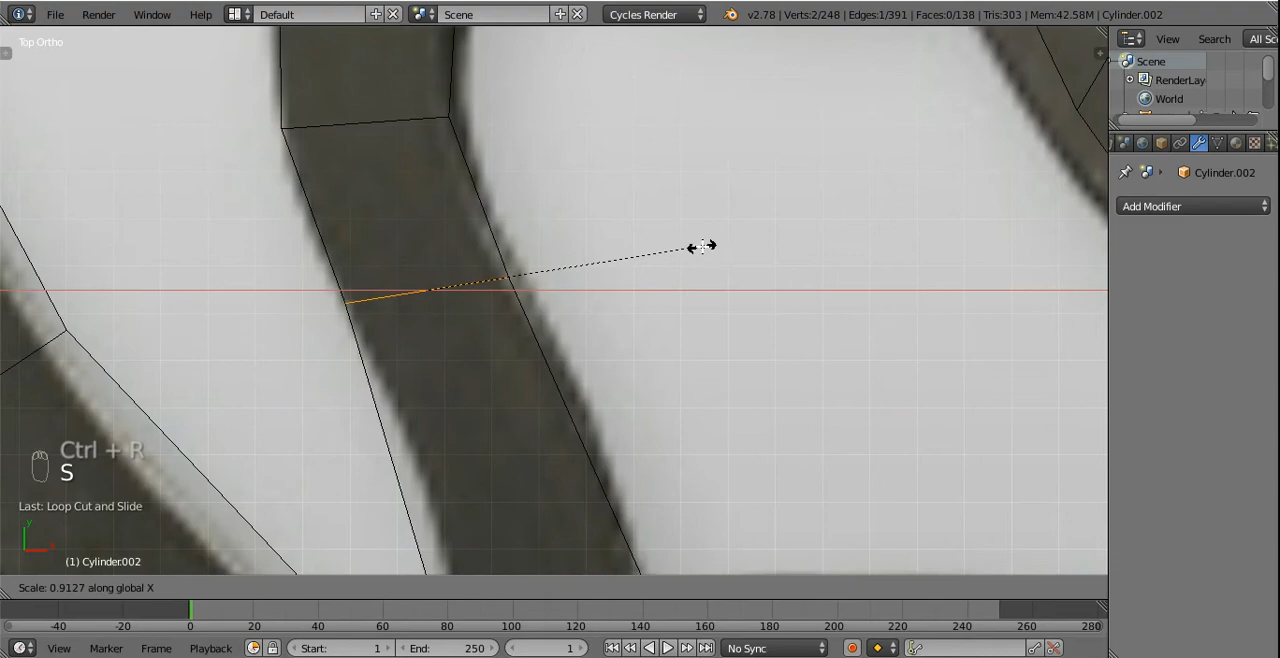 File Render Window Help Default Scene Cycles Render v2.78 | Verts:2/248 | Edges:1/391 | Faces:0/138 | Tris:303 | Mem:42.58M | Cylinder.002
Top Ortho
View Search All Sc
Scene
RenderLay
World
Cylinder.002
Add Modifier
Ctrl + R
S
Last: Loop Cut and Slide
y
x
(1) Cylinder.002
Scale: 0.9127 along global X
-40 -20 0 20 40 60 80 100 120 140 160 180 200 220 240 260 280
View Marker Frame Playback Start: 1 End: 250 1 No Sync